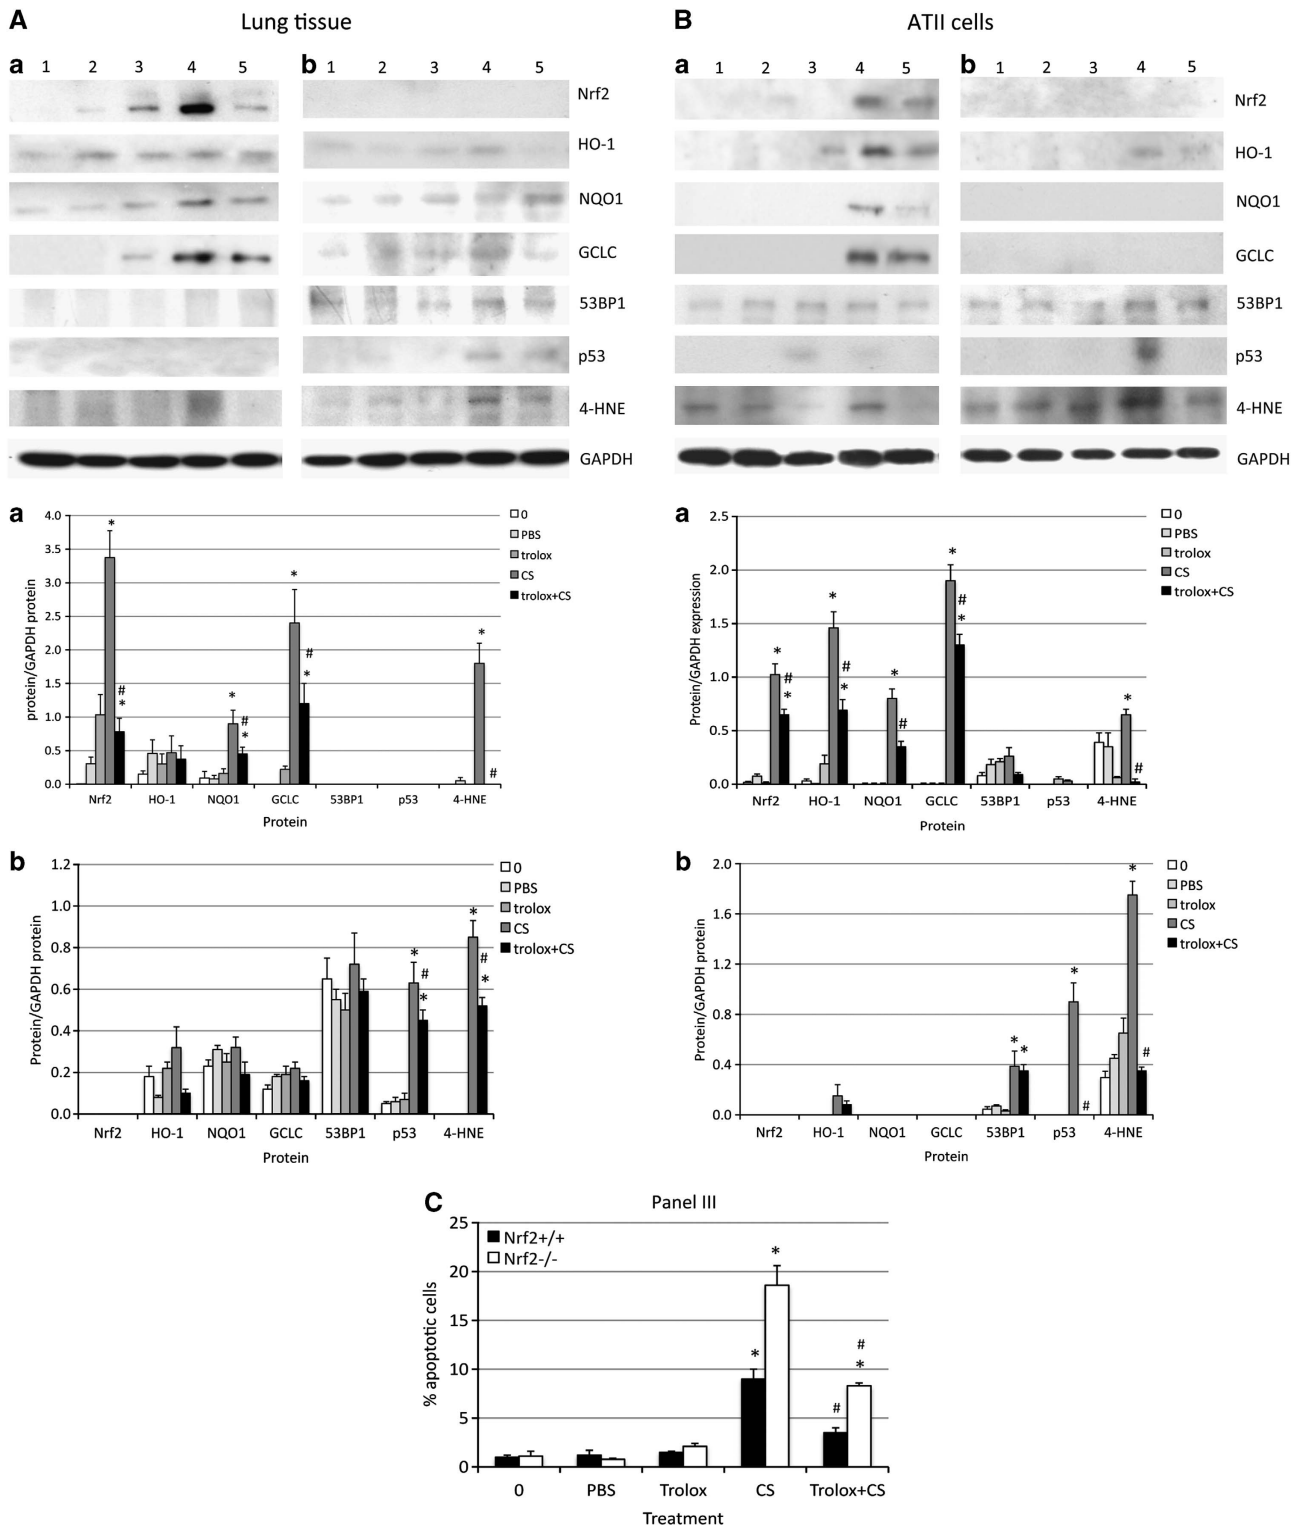 A Lung tissue
a 1 2 3 4 5 b 1 2 3 4 5
Nrf2
HO-1
NQO1
GCLC
53BP1
p53
4-HNE
GAPDH
a
protein/GAPDH protein
4.0
3.5
3.0
2.5
2.0
1.5
1.0
0.5
0.0
* # * * # * * # * * #
Nrf2 HO-1 NQO1 GCLC 53BP1 p53 4-HNE
Protein
0
PBS
trolox
CS
trolox+CS
b
Protein/GAPDH protein
1.2
1.0
0.8
0.6
0.4
0.2
0.0
* # * * # *
Nrf2 HO-1 NQO1 GCLC 53BP1 p53 4-HNE
Protein
0
PBS
trolox
CS
trolox+CS
B ATII cells
a 1 2 3 4 5 b 1 2 3 4 5
Nrf2
HO-1
NQO1
GCLC
53BP1
p53
4-HNE
GAPDH
a
Protein/GAPDH expression
2.5
2.0
1.5
1.0
0.5
0.0
* # * * # * * # * # * * #
Nrf2 HO-1 NQO1 GCLC 53BP1 p53 4-HNE
Protein
0
PBS
trolox
CS
trolox+CS
b
Protein/GAPDH protein
2.0
1.6
1.2
0.8
0.4
0.0
* * * # * #
Nrf2 HO-1 NQO1 GCLC 53BP1 p53 4-HNE
Protein
0
PBS
trolox
CS
trolox+CS
C Panel III
% apoptotic cells
25
20
15
10
5
0
Nrf2+/+
Nrf2-/-
* * # # *
0 PBS Trolox CS Trolox+CS
Treatment